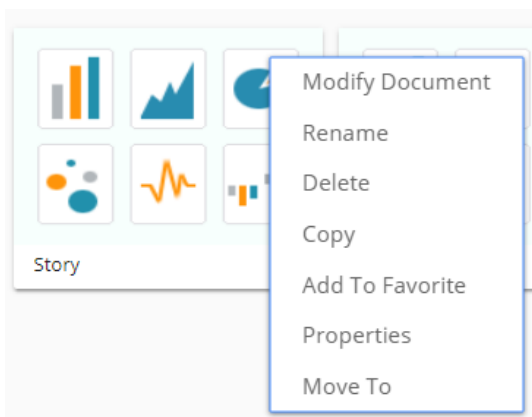 Modify Document
Rename
Delete
Copy
Story
Add To Favorite
Properties
Move To